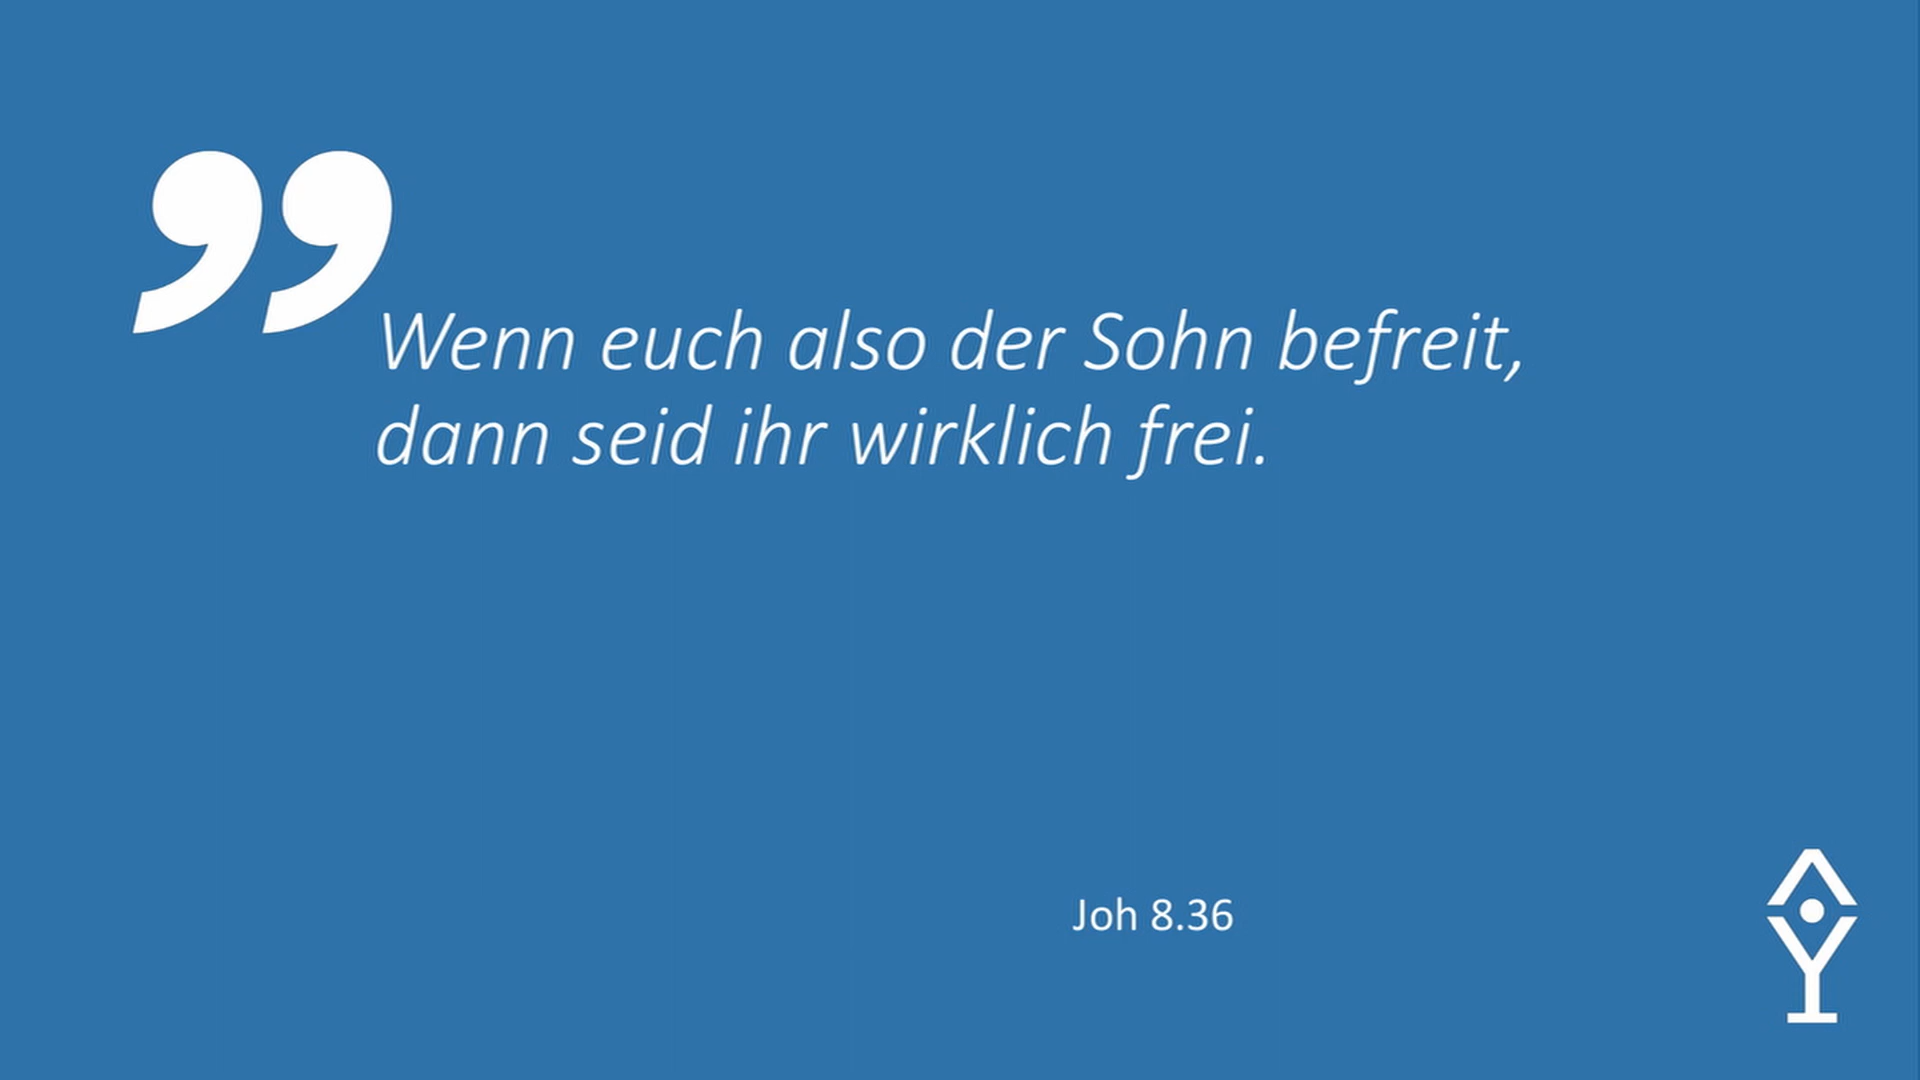 ”
Wenn euch also der Sohn befreit,
dann seid ihr wirklich frei.
Joh 8.36